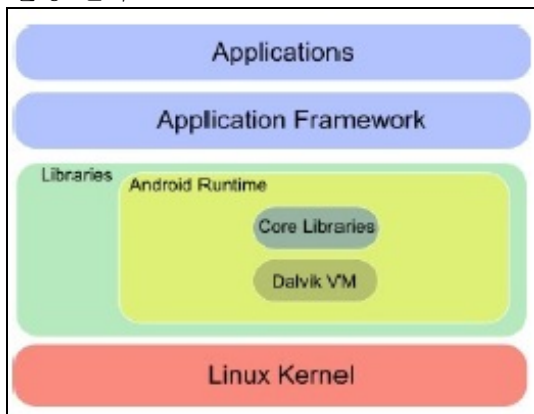 Applications
Application Framework
Libraries
Android Runtime
Core Libraries
Dalvik VM
Linux Kernel